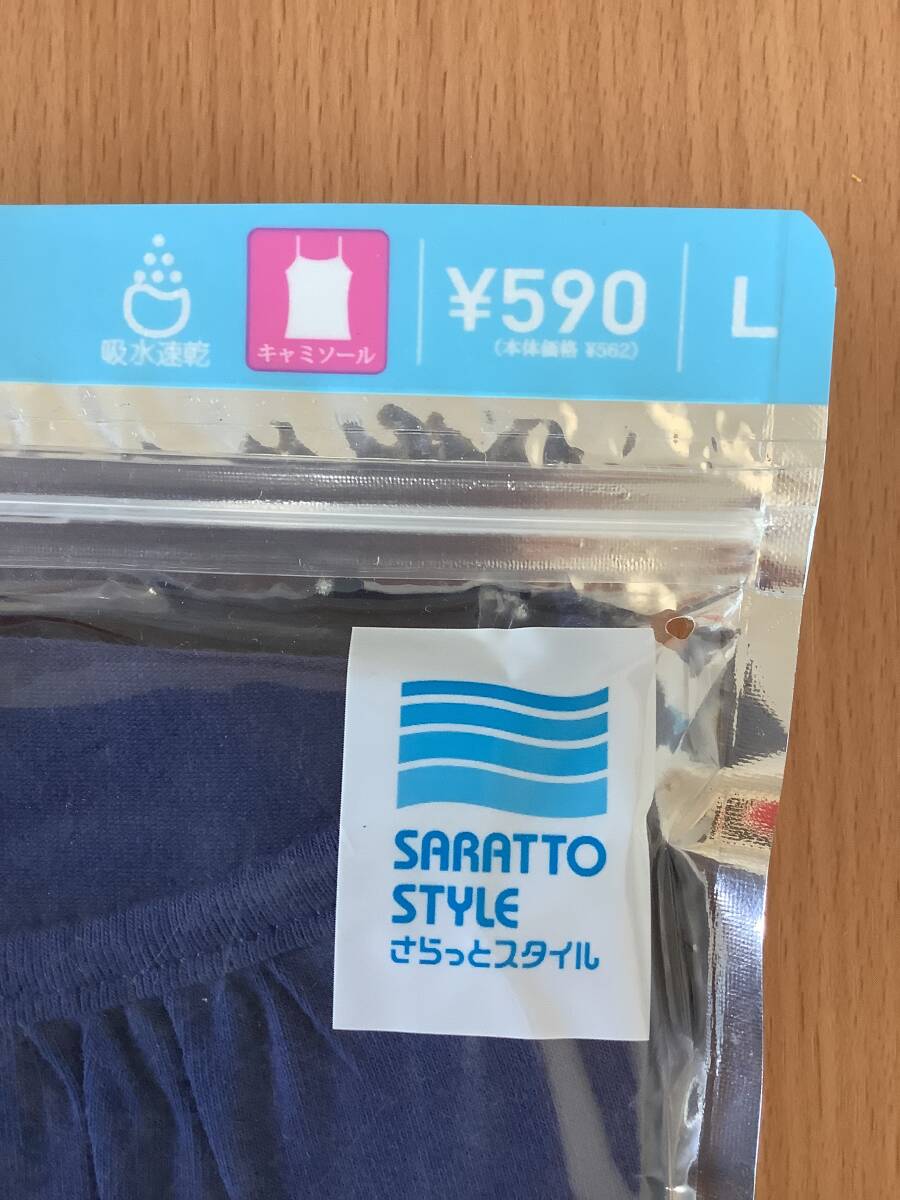 吸水速乾
キャミソール
¥590
(本体価格 ¥562)
L
SARATTO
STYLE
さらっとスタイル